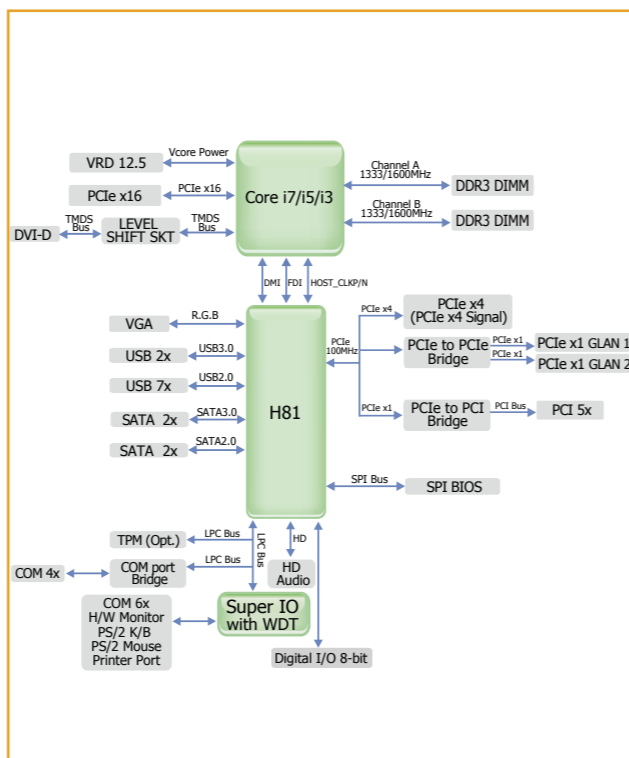 Vcore Power
VRD 12.5
PCIe x16
PCIe x16
TMDS
Bus
DVI-D
LEVEL
SHIFT SKT
TMDS
Bus
Core i7/i5/i3
Channel A
1333/1600MHz
DDR3 DIMM
Channel B
1333/1600MHz
DDR3 DIMM
DMI
FDI
HOST_CLKP/N
VGA
R.G.B
USB 2x
USB3.0
USB 7x
USB2.0
SATA 2x
SATA3.0
SATA 2x
SATA2.0
H81
PCIe
100MHz
PCIe x4
PCIe x4
(PCIe x4 Signal)
PCIe to PCIe
Bridge
PCIe x1
PCIe x1 GLAN 1
PCIe x1
PCIe x1 GLAN 2
PCIe x1
PCIe to PCI
Bridge
PCI Bus
PCI 5x
SPI Bus
SPI BIOS
TPM (Opt.)
LPC Bus
COM 4x
COM port
Bridge
LPC Bus
LPC Bus
HD
HD
Audio
COM 6x
H/W Monitor
PS/2 K/B
PS/2 Mouse
Printer Port
Super IO
with WDT
Digital I/O 8-bit